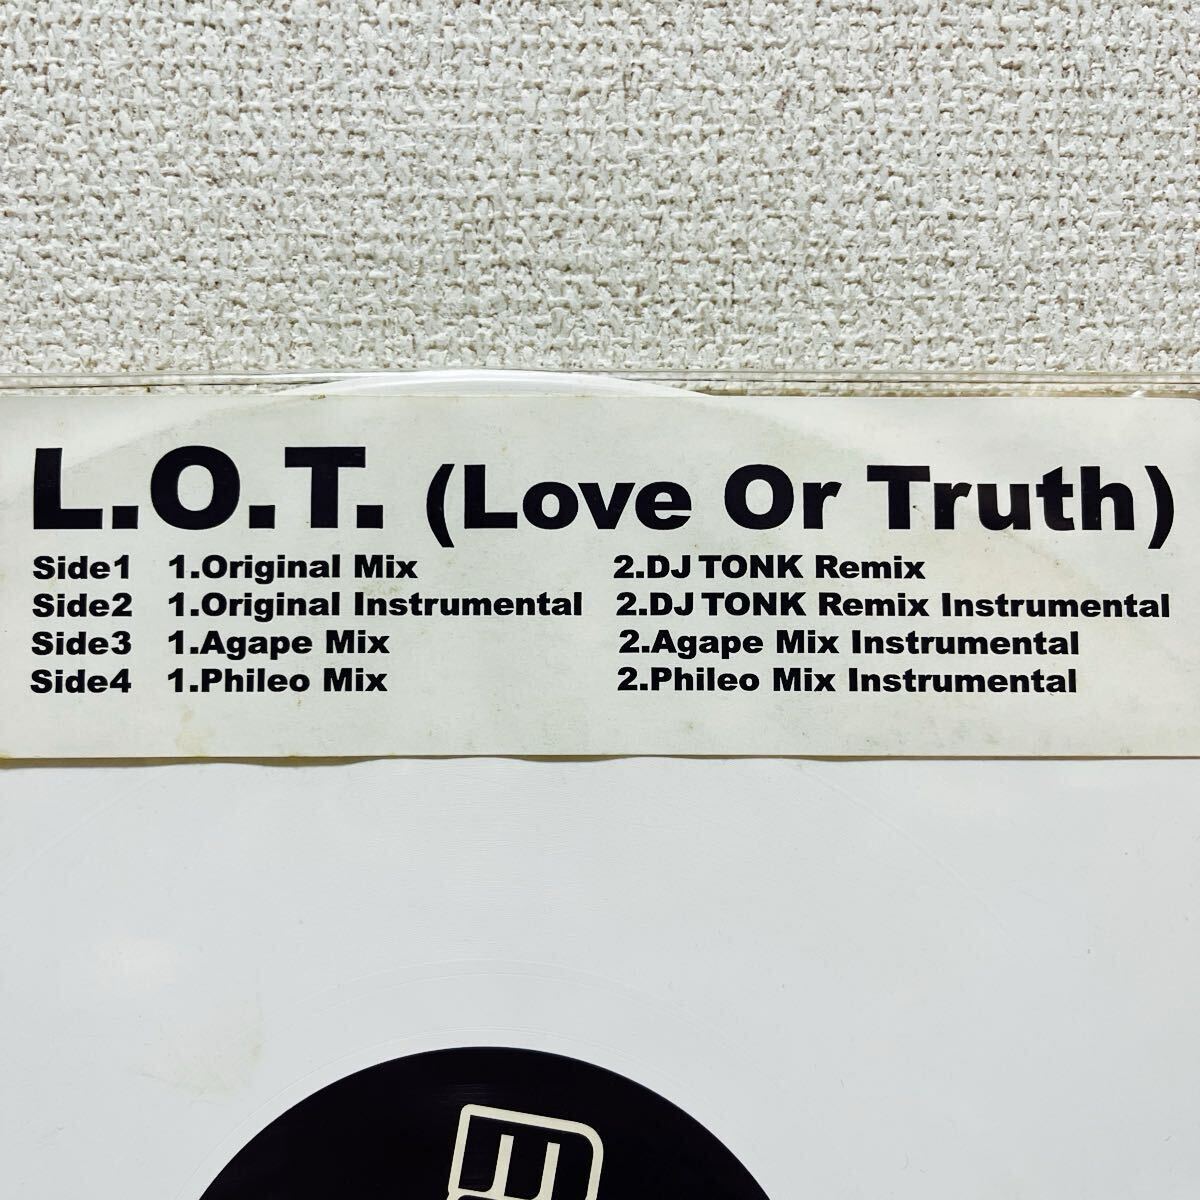 L.O.T. (Love Or Truth)
Side1 1.Original Mix 2.DJ TONK Remix
Side2 1.Original Instrumental 2.DJ TONK Remix Instrumental
Side3 1.Agape Mix 2.Agape Mix Instrumental
Side4 1.Phileo Mix 2.Phileo Mix Instrumental